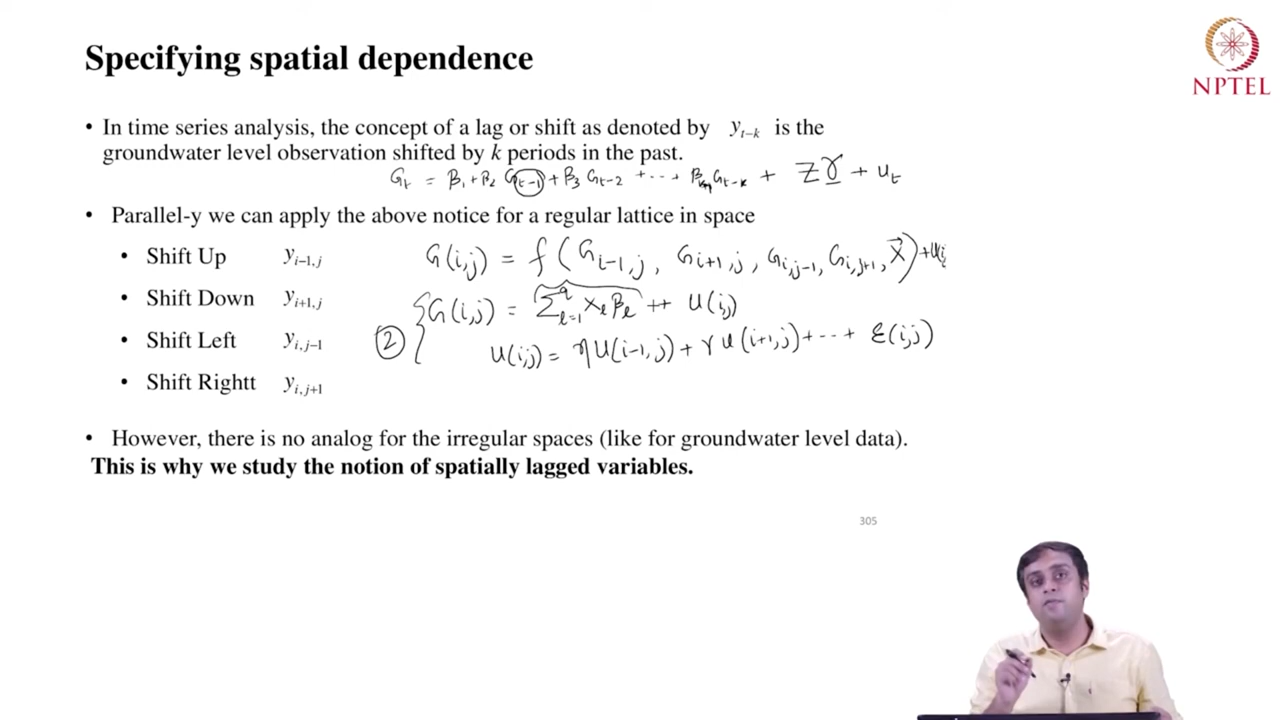 Specifying spatial dependence
NPTEL
• In time series analysis, the concept of a lag or shift as denoted by y_{t-k} is the
groundwater level observation shifted by k periods in the past.
G_t = β_1 + β_2 G_{t-1} + β_3 G_{t-2} + ··· + G_{t-k} + Zγ + u_t
• Parallel-y we can apply the above notice for a regular lattice in space
• Shift Up y_{i-1,j}
G(i,j) = f(G_{i-1,j}, G_{i+1,j}, G_{i,j-1}, G_{i,j+1}, X⃗)
• Shift Down y_{i+1,j}
G(i,j) = Σ_{l=1}^{q} X_l β_l ++ U(i,j)
• Shift Left y_{i,j-1}
② U(i,j) = ηU(i-1,j) + γU(i+1,j) + ··· + ε(i,j)
• Shift Rightt y_{i,j+1}
• However, there is no analog for the irregular spaces (like for groundwater level data).
This is why we study the notion of spatially lagged variables.
305